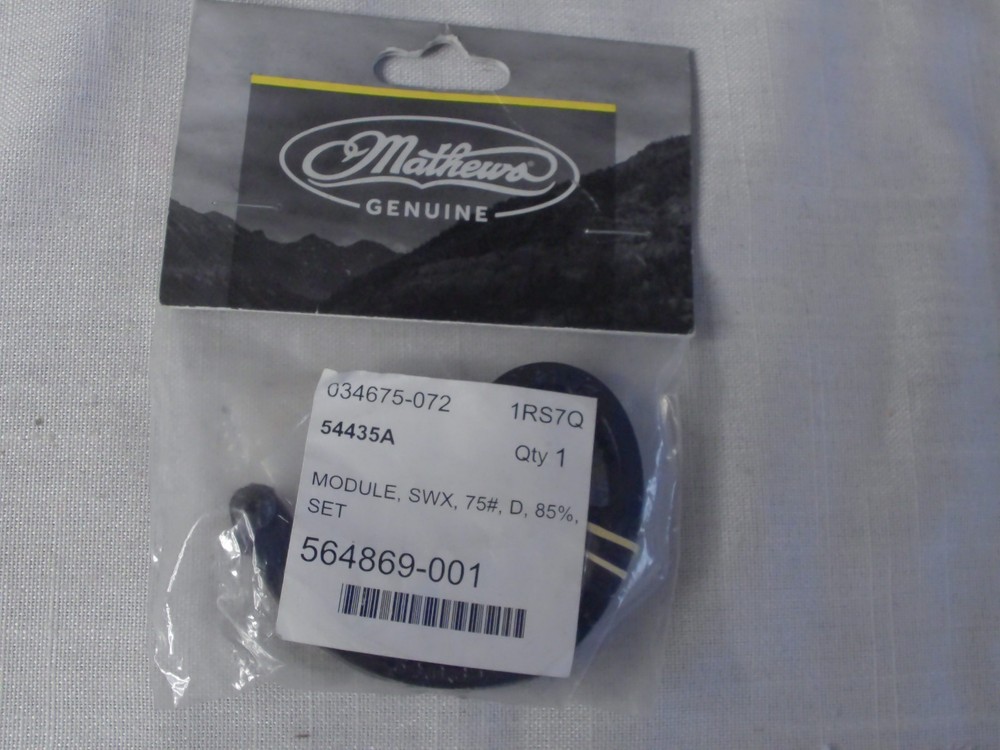 Mathews®
GENUINE
034675-072 1RS7Q
54435A Qty 1
MODULE, SWX, 75#, D, 85%,
SET
564869-001